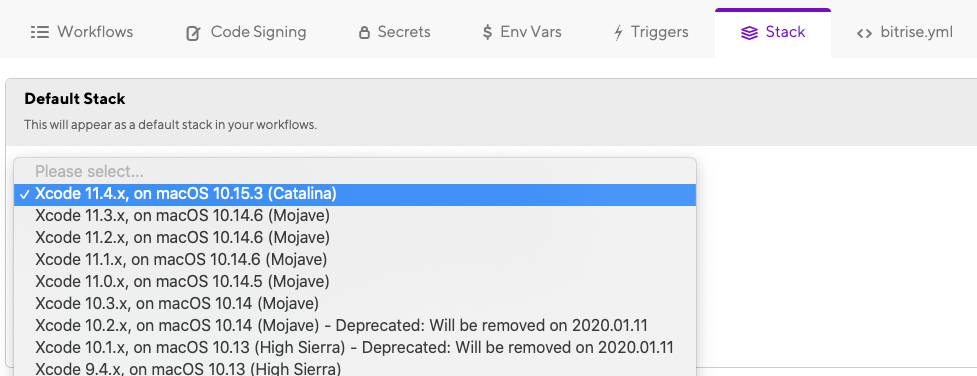 Workflows Code Signing Secrets $ Env Vars Triggers Stack <> bitrise.yml
Default Stack
This will appear as a default stack in your workflows.
Please select...
✓ Xcode 11.4.x, on macOS 10.15.3 (Catalina)
Xcode 11.3.x, on macOS 10.14.6 (Mojave)
Xcode 11.2.x, on macOS 10.14.6 (Mojave)
Xcode 11.1.x, on macOS 10.14.6 (Mojave)
Xcode 11.0.x, on macOS 10.14.5 (Mojave)
Xcode 10.3.x, on macOS 10.14 (Mojave)
Xcode 10.2.x, on macOS 10.14 (Mojave) - Deprecated: Will be removed on 2020.01.11
Xcode 10.1.x, on macOS 10.13 (High Sierra) - Deprecated: Will be removed on 2020.01.11
Xcode 9.4.x, on macOS 10.13 (High Sierra)